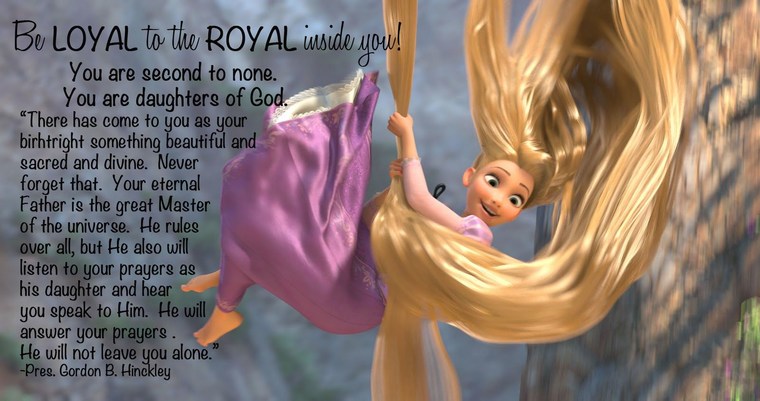 Be LOYAL to the ROYAL inside you!
You are second to none.
You are daughters of God.
“There has come to you as your
birhtright something beautiful and
sacred and divine.  Never
forget that.  Your eternal
Father is the great Master
of the universe.  He rules
over all, but He also will
listen to your prayers as
his daughter and hear
you speak to Him.  He will
answer your prayers .
He will not leave you alone.”
-Pres. Gordon B. Hinckley